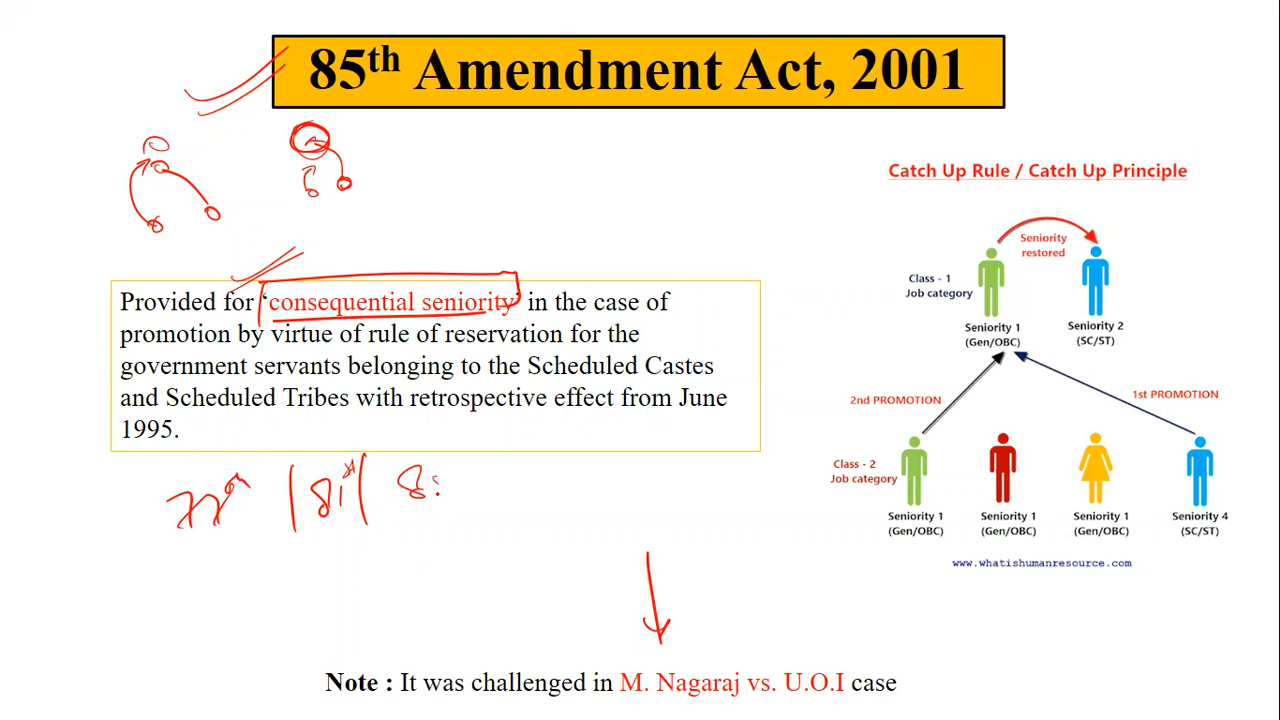 85th Amendment Act, 2001
Provided for 'consequential seniority' in the case of
promotion by virtue of rule of reservation for the
government servants belonging to the Scheduled Castes
and Scheduled Tribes with retrospective effect from June
1995.
77th | 81st |
Note : It was challenged in M. Nagaraj vs. U.O.I case
Catch Up Rule / Catch Up Principle
Seniority
restored
Class - 1
Job category
Seniority 1
(Gen/OBC)
Seniority 2
(SC/ST)
2nd PROMOTION
1st PROMOTION
Class - 2
Job category
Seniority 1
(Gen/OBC)
Seniority 1
(Gen/OBC)
Seniority 1
(Gen/OBC)
Seniority 4
(SC/ST)
www.whatishumanresource.com